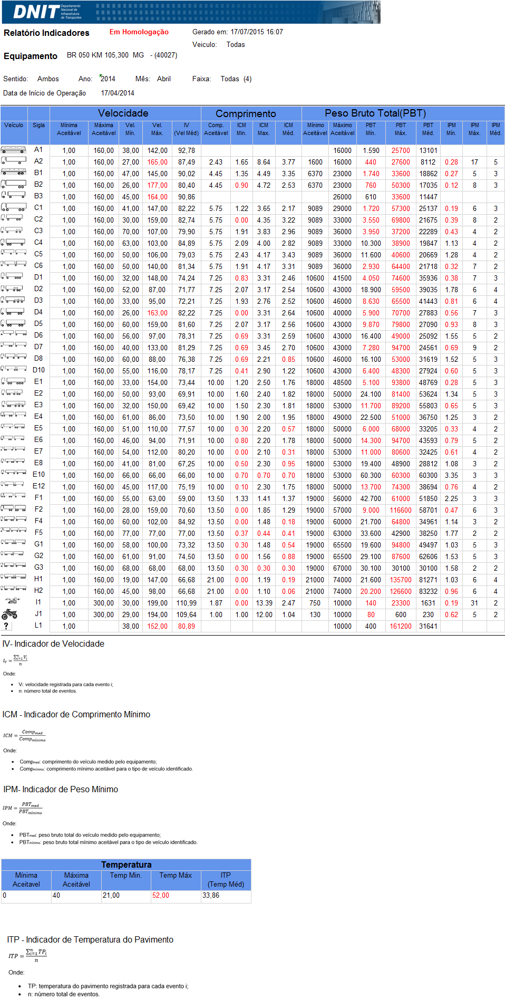 DNIT Departamento
Nacional de
Infraestrutura
de Transportes
Relatório Indicadores Em Homologação Gerado em: 17/07/2015 16:07
Veiculo: Todas
Equipamento BR 050 KM 105,300 MG - (40027)
Sentido: Ambos Ano: 2014 Mês: Abril Faixa: Todas (4)
Data de Início de Operação 17/04/2014
Velocidade Comprimento Peso Bruto Total(PBT)
Veículo Sigla Mínima Máxima Vel. Vel. IV Comp. ICM ICM ICM Mínimo Máximo PBT PBT PBT IPM IPM IPM
Aceitável Aceitável Mín. Máx. (Vel Méd) Aceitável Min. Max. Méd. Aceitável Aceitável Mín. Máx. Méd. Mín. Máx. Méd.
A1 1,00 160,00 38,00 142,00 92,78 16000 1.590 25700 13101
A2 1,00 160,00 27,00 165,00 87,49 2.43 1.65 8.64 3.77 1600 16000 440 27600 8112 0.28 17 5
B1 1,00 160,00 47,00 145,00 90,02 4.45 1.35 4.49 3.35 6370 23000 1.740 33600 18862 0.27 5 3
B2 1,00 160,00 26,00 177,00 80,40 4.45 0.90 4.72 2.53 6370 23000 760 50300 17035 0.12 8 3
B3 1,00 160,00 45,00 164,00 90,86 26000 610 33600 11447
C1 1,00 160,00 41,00 147,00 82,22 5.75 1.22 3.65 2.17 9089 29000 1.720 57300 25137 0.19 6 3
C2 1,00 160,00 30,00 159,00 82,74 5.75 0.00 4.35 3.22 9089 33000 3.550 69800 21675 0.39 8 2
C3 1,00 160,00 70,00 107,00 79,90 5.75 1.91 3.83 2.96 9089 36000 3.950 37200 22289 0.43 4 2
C4 1,00 160,00 63,00 103,00 84,89 5.75 2.09 4.00 2.82 9089 33000 10.300 38900 19847 1.13 4 2
C5 1,00 160,00 50,00 106,00 79,03 5.75 2.43 4.17 3.43 9089 36000 11.600 40600 20669 1.28 4 2
C6 1,00 160,00 50,00 140,00 81,34 5.75 1.91 4.17 3.31 9089 36000 2.930 64400 21718 0.32 7 2
D1 1,00 160,00 32,00 148,00 74,24 7.25 0.83 3.31 2.46 10600 41500 4.050 74600 35936 0.38 7 3
D2 1,00 160,00 52,00 87,00 71,77 7.25 2.07 3.17 2.54 10600 43000 18.900 59500 39035 1.78 6 4
D3 1,00 160,00 33,00 95,00 72,21 7.25 1.93 2.76 2.52 10600 46000 8.630 65500 41443 0.81 6 4
D4 1,00 160,00 26,00 163,00 82,22 7.25 0.00 3.31 2.64 10600 40000 5.900 70700 27883 0.56 7 3
D5 1,00 160,00 60,00 159,00 81,60 7.25 2.07 3.17 2.56 10600 43000 9.870 79800 27090 0.93 8 3
D6 1,00 160,00 56,00 97,00 78,31 7.25 0.69 3.31 2.59 10600 43000 16.400 49000 25092 1.55 5 2
D7 1,00 160,00 40,00 133,00 81,29 7.25 0.69 3.45 2.70 10600 43000 7.280 94700 24561 0.69 9 2
D8 1,00 160,00 60,00 88,00 76,38 7.25 0.69 2.21 0.85 10600 46000 16.100 53000 31619 1.52 5 3
D10 1,00 160,00 55,00 116,00 78,17 7.25 0.41 2.90 1.22 10600 43000 6.400 48300 27924 0.60 5 3
E1 1,00 160,00 33,00 154,00 73,44 10.00 1.20 2.50 1.76 18000 48500 5.100 93800 48769 0.28 5 3
E2 1,00 160,00 50,00 93,00 69,91 10.00 1.60 2.40 1.82 18000 50000 24.100 81400 53624 1.34 5 3
E3 1,00 160,00 32,00 150,00 69,42 10.00 1.50 2.30 1.81 18000 53000 11.700 89200 55803 0.65 5 3
E4 1,00 160,00 61,00 86,00 73,50 10.00 1.90 2.00 1.95 18000 49000 22.500 51000 36750 1.25 3 2
E5 1,00 160,00 51,00 110,00 77,57 10.00 0.30 2.20 0.57 18000 50000 6.000 68000 33205 0.33 4 2
E6 1,00 160,00 46,00 94,00 71,91 10.00 0.80 2.20 1.78 18000 50000 14.300 94700 43593 0.79 5 2
E7 1,00 160,00 54,00 112,00 80,20 10.00 0.00 2.10 0.31 18000 53000 11.000 80600 32425 0.61 4 2
E8 1,00 160,00 41,00 81,00 67,25 10.00 0.50 2.30 0.95 18000 53000 19.400 48900 28812 1.08 3 2
E10 1,00 160,00 66,00 66,00 66,00 10.00 0.70 0.70 0.70 18000 53000 60.300 60300 60300 3.35 3 3
E12 1,00 160,00 45,00 117,00 75,19 10.00 0.10 2.30 1.75 18000 50000 13.700 74300 38694 0.76 4 2
F1 1,00 160,00 55,00 63,00 59,00 13.50 1.33 1.41 1.37 19000 56000 42.700 61000 51850 2.25 3 3
F2 1,00 160,00 28,00 159,00 70,60 13.50 0.00 1.85 1.29 19000 57000 9.000 116600 58701 0.47 6 3
F4 1,00 160,00 60,00 102,00 84,92 13.50 0.00 1.48 0.18 19000 60000 21.700 64800 34961 1.14 3 2
F5 1,00 160,00 77,00 77,00 77,00 13.50 0.37 0.44 0.41 19000 63000 33.600 42900 38250 1.77 2 2
G1 1,00 160,00 58,00 100,00 73,32 13.50 0.30 1.48 0.54 19000 65500 19.600 94800 49497 1.03 5 3
G2 1,00 160,00 61,00 91,00 74,50 13.50 0.00 1.56 0.88 19000 65500 29.100 87600 62606 1.53 5 3
G3 1,00 160,00 68,00 68,00 68,00 13.50 0.30 0.30 0.30 19000 67000 30.100 30100 30100 1.58 2 2
H1 1,00 160,00 19,00 147,00 66,68 21.00 0.00 1.19 0.19 21000 74000 21.600 135700 81271 1.03 6 4
H2 1,00 160,00 45,00 98,00 66,68 21.00 0.00 1.10 0.06 21000 74000 20.200 126600 83232 0.96 6 4
I1 1,00 300,00 30,00 199,00 110,99 1.87 0.00 13.39 2.47 750 10000 140 23300 1631 0.19 31 2
J1 1,00 300,00 29,00 194,00 109,64 1.00 1.00 12.00 1.04 130 10000 80 600 230 0.62 5 2
? L1 1,00 38,00 152,00 80,89 10000 400 161200 31641
IV- Indicador de Velocidade
I_V = ∑ⁿᵢ₌₁ Vᵢ / n
Onde:
• Vᵢ: velocidade registrada para cada evento i;
• n: número total de eventos.
ICM - Indicador de Comprimento Mínimo
ICM = Comp_med / Comp_mínimo
Onde:
• Comp_med: comprimento do veículo medido pelo equipamento;
• Comp_mínimo: comprimento mínimo aceitável para o tipo de veículo identificado.
IPM- Indicador de Peso Mínimo
IPM = PBT_med / PBT_mínimo
Onde:
• PBT_med: peso bruto total do veículo medido pelo equipamento;
• PBT_mínimo: peso bruto total mínimo aceitável para o tipo de veículo identificado.
Temperatura
Mínima Máxima Temp Min. Temp Máx ITP
Aceitavel Aceitável (Temp Méd)
0 40 21,00 52,00 33,86
ITP - Indicador de Temperatura do Pavimento
ITP = ∑ⁿᵢ₌₁ TPᵢ / n
Onde:
• TP: temperatura do pavimento registrada para cada evento i;
• n: número total de eventos.